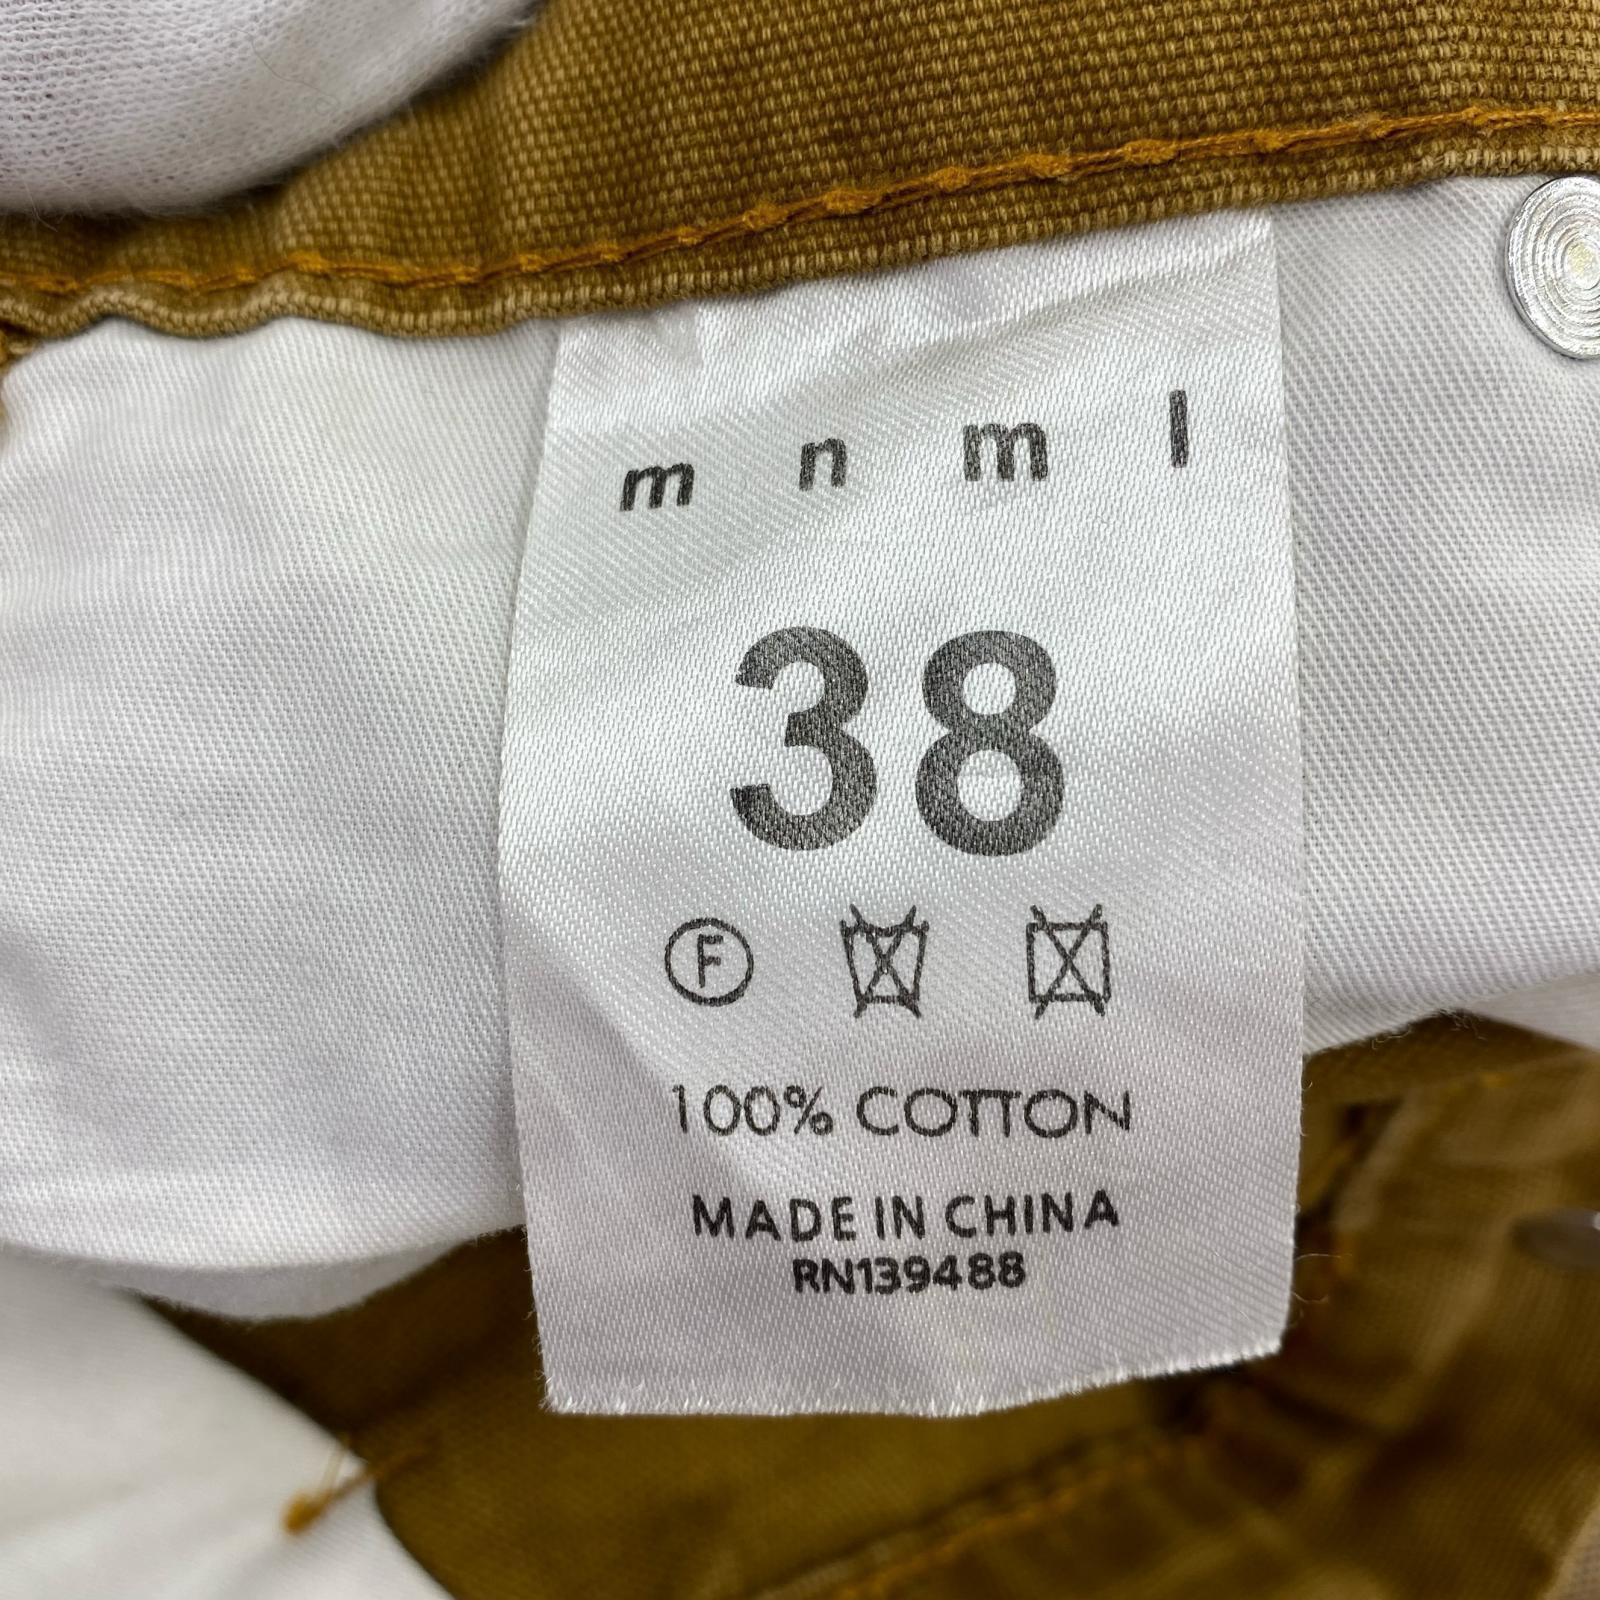 m n m l
38
F
100% COTTON
MADE IN CHINA
RN139488